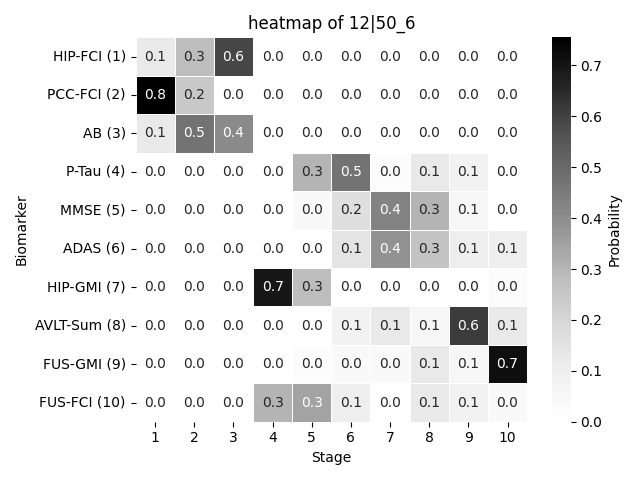 heatmap of 12|50_6
HIP-FCI (1) 0.1 0.3 0.6 0.0 0.0 0.0 0.0 0.0 0.0 0.0
PCC-FCI (2) 0.8 0.2 0.0 0.0 0.0 0.0 0.0 0.0 0.0 0.0
AB (3) 0.1 0.5 0.4 0.0 0.0 0.0 0.0 0.0 0.0 0.0
P-Tau (4) 0.0 0.0 0.0 0.0 0.3 0.5 0.0 0.1 0.1 0.0
MMSE (5) 0.0 0.0 0.0 0.0 0.0 0.2 0.4 0.3 0.1 0.0
ADAS (6) 0.0 0.0 0.0 0.0 0.0 0.1 0.4 0.3 0.1 0.1
HIP-GMI (7) 0.0 0.0 0.0 0.7 0.3 0.0 0.0 0.0 0.0 0.0
AVLT-Sum (8) 0.0 0.0 0.0 0.0 0.0 0.1 0.1 0.1 0.6 0.1
FUS-GMI (9) 0.0 0.0 0.0 0.0 0.0 0.0 0.0 0.1 0.1 0.7
FUS-FCI (10) 0.0 0.0 0.0 0.3 0.3 0.1 0.0 0.1 0.1 0.0
1 2 3 4 5 6 7 8 9 10
Stage
Biomarker
0.7
0.6
0.5
0.4
0.3
0.2
0.1
0.0
Probability